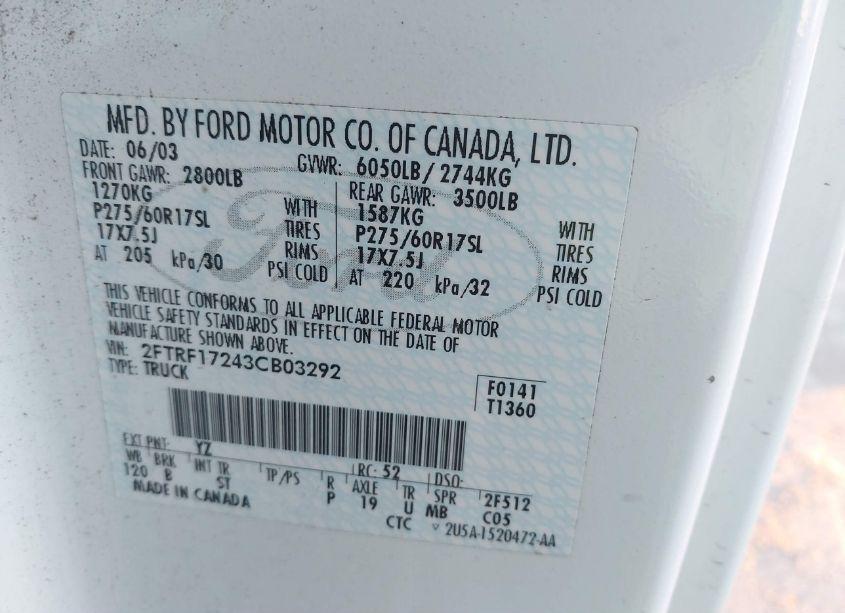 MFD. BY FORD MOTOR CO. OF CANADA, LTD.
DATE: 06/03 GVWR: 6050LB/2744KG
FRONT GAWR: 2800LB REAR GAWR: 3500LB
1270KG WITH 1587KG WITH
P275/60R17SL TIRES P275/60R17SL TIRES
17X7.5J RIMS 17X7.5J RIMS
AT 205 kPa/30 PSI COLD AT 220 kPa/32 PSI COLD
THIS VEHICLE CONFORMS TO ALL APPLICABLE FEDERAL MOTOR
VEHICLE SAFETY STANDARDS IN EFFECT ON THE DATE OF
MANUFACTURE SHOWN ABOVE.
VIN: 2FTRF17243CB03292
TYPE: TRUCK
F0141
T1360
EXT PNT: YZ RC: 52 DSO:
WB BRK INT TR TP/PS R AXLE TR SPR 2F512
120 B ST P 19 U MB C05
MADE IN CANADA CTC ▽ 2U5A-1520472-AA
Ford